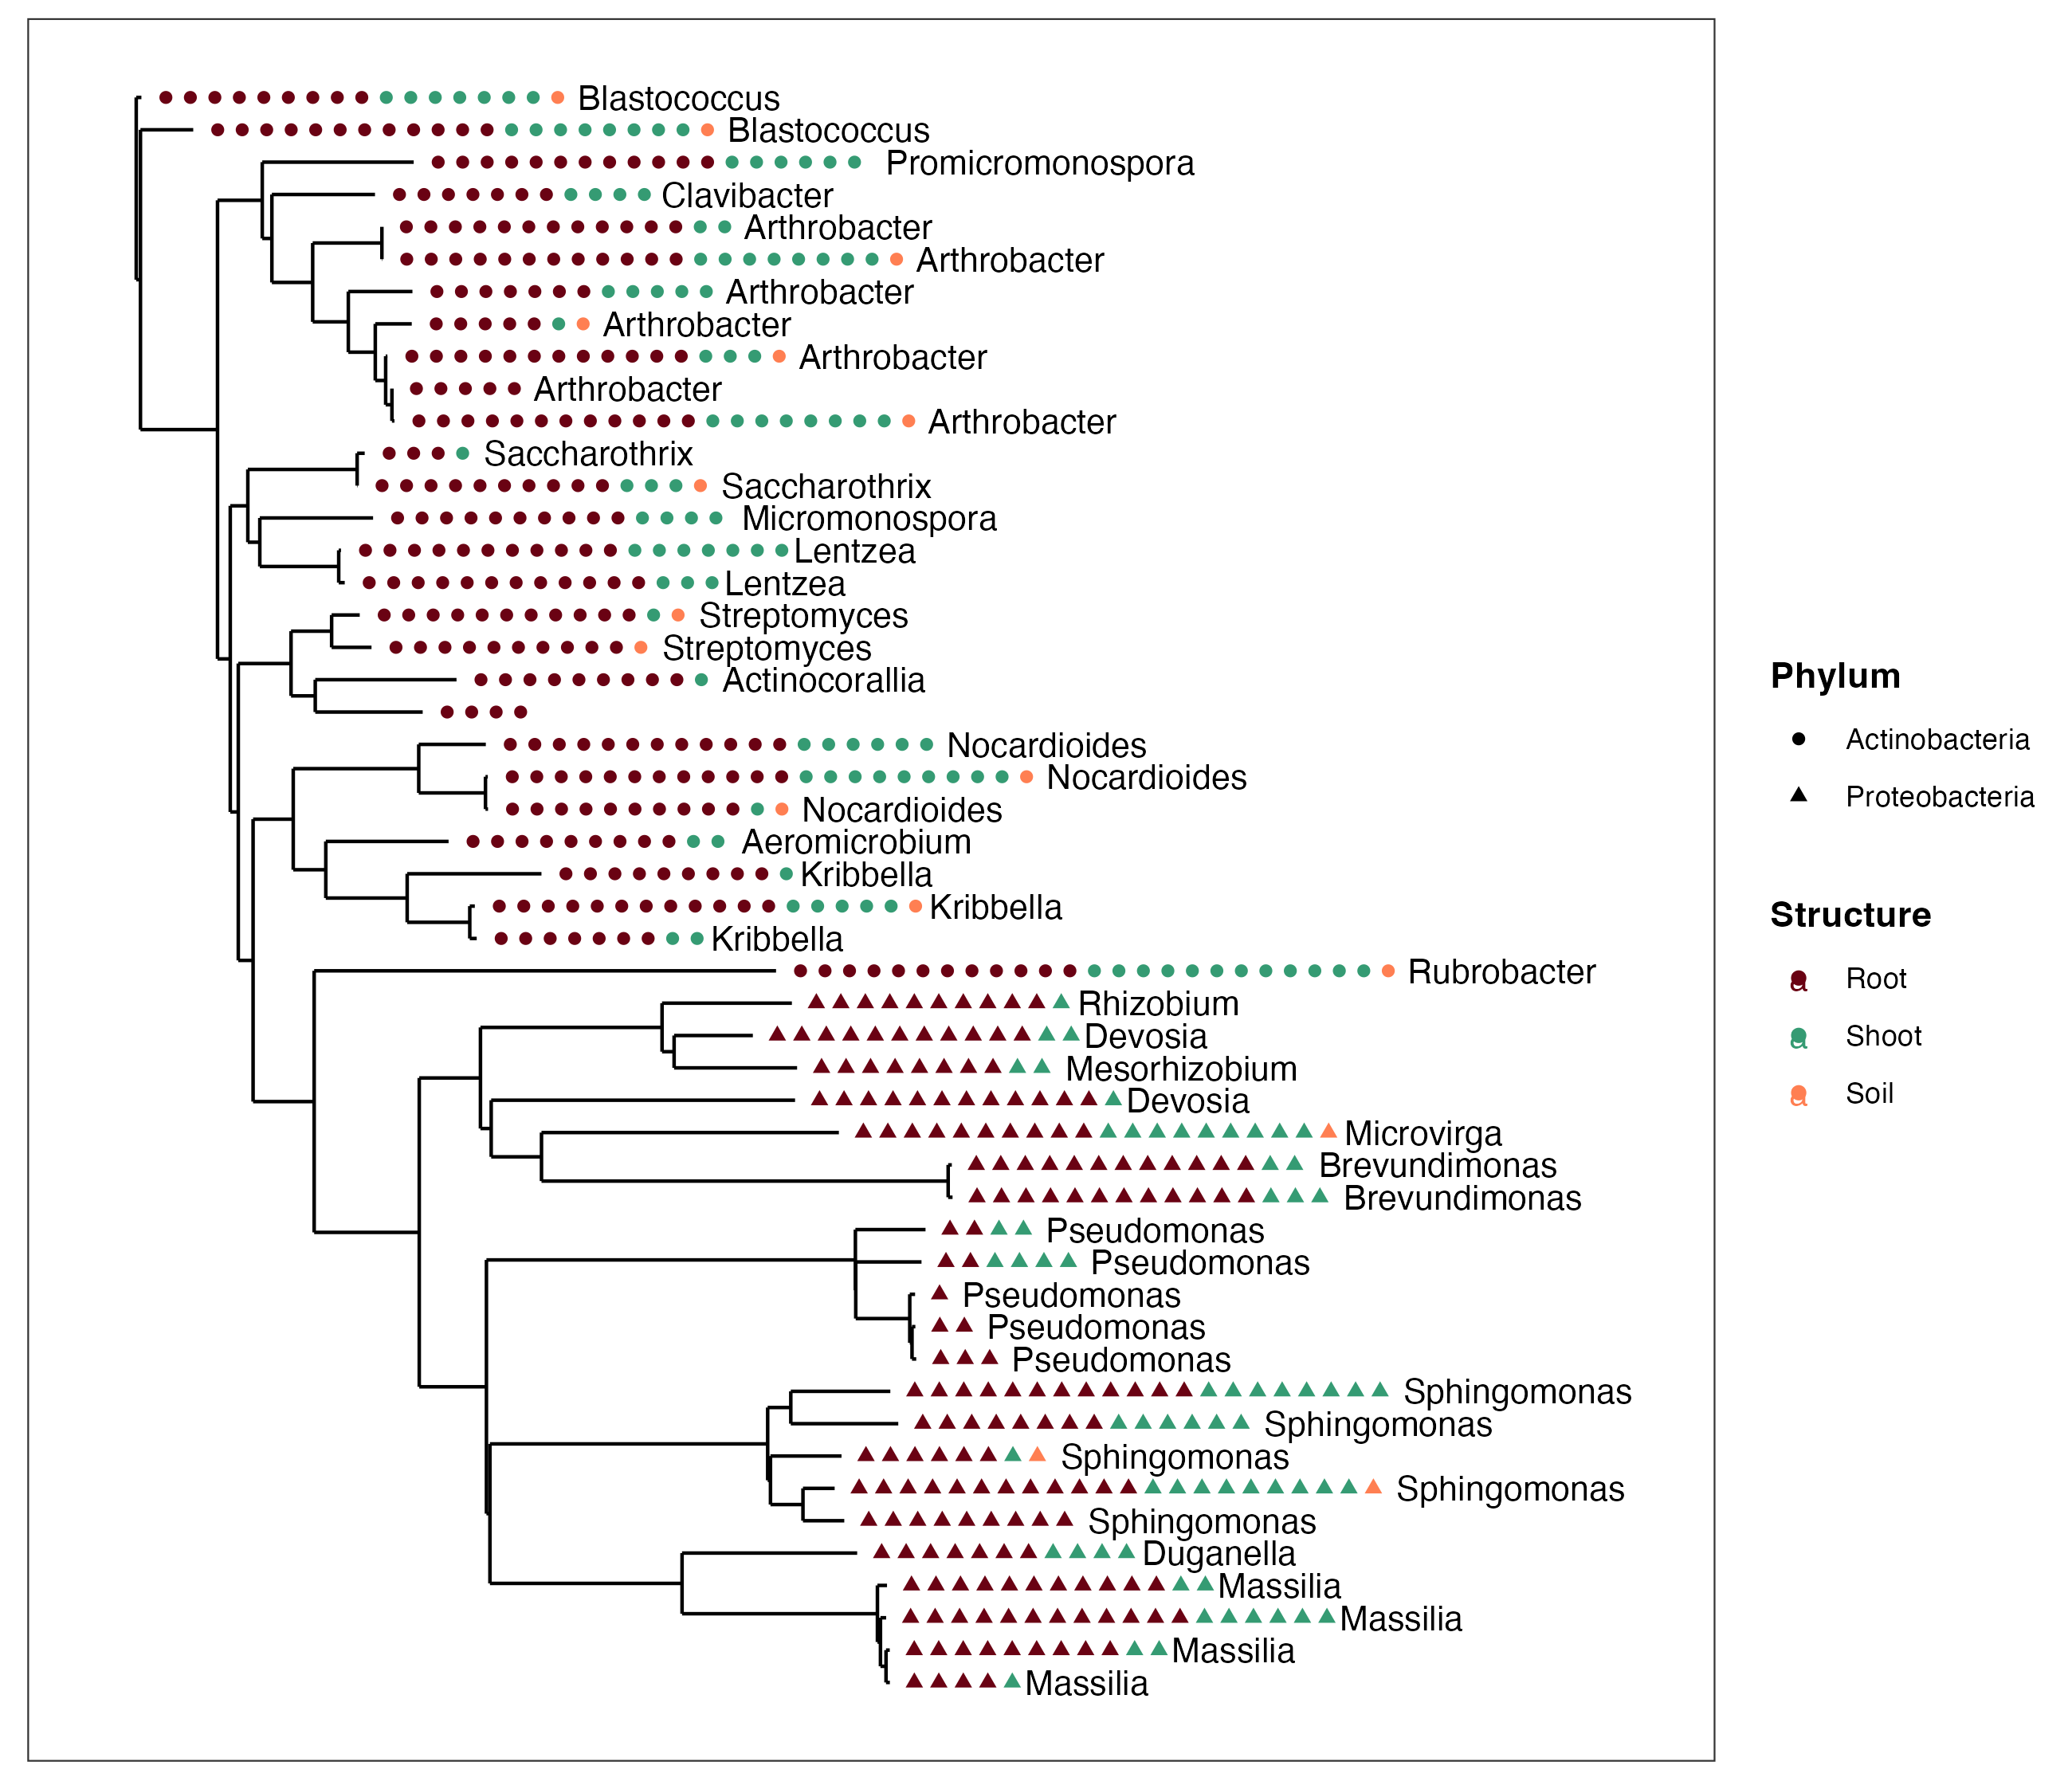 Blastococcus
Blastococcus
Promicromonospora
Clavibacter
Arthrobacter
Arthrobacter
Arthrobacter
Arthrobacter
Arthrobacter
Arthrobacter
Arthrobacter
Saccharothrix
Saccharothrix
Micromonospora
Lentzea
Lentzea
Streptomyces
Streptomyces
Actinocorallia
Nocardioides
Nocardioides
Nocardioides
Aeromicrobium
Kribbella
Kribbella
Kribbella
Rubrobacter
Rhizobium
Devosia
Mesorhizobium
Devosia
Microvirga
Brevundimonas
Brevundimonas
Pseudomonas
Pseudomonas
Pseudomonas
Pseudomonas
Pseudomonas
Sphingomonas
Sphingomonas
Sphingomonas
Sphingomonas
Sphingomonas
Duganella
Massilia
Massilia
Massilia
Massilia
Phylum
Actinobacteria
Proteobacteria
Structure
a Root
a Shoot
a Soil